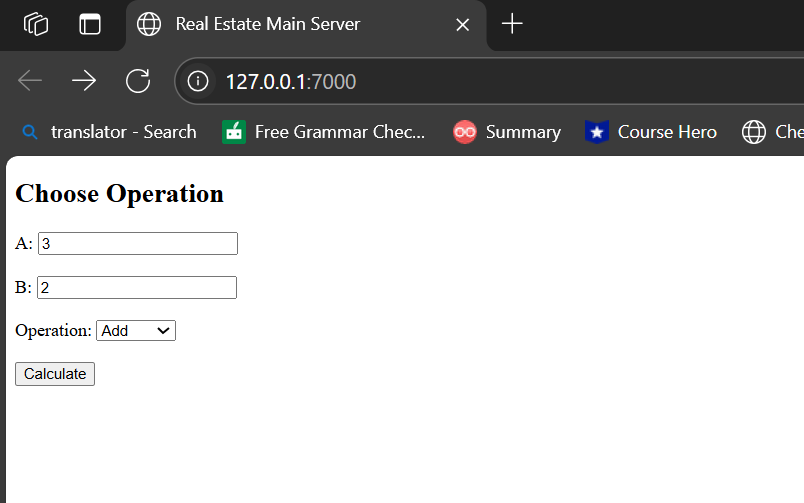 Real Estate Main Server
127.0.0.1:7000
translator - Search Free Grammar Chec... Summary Course Hero Che
Choose Operation
A: 3
B: 2
Operation: Add
Calculate